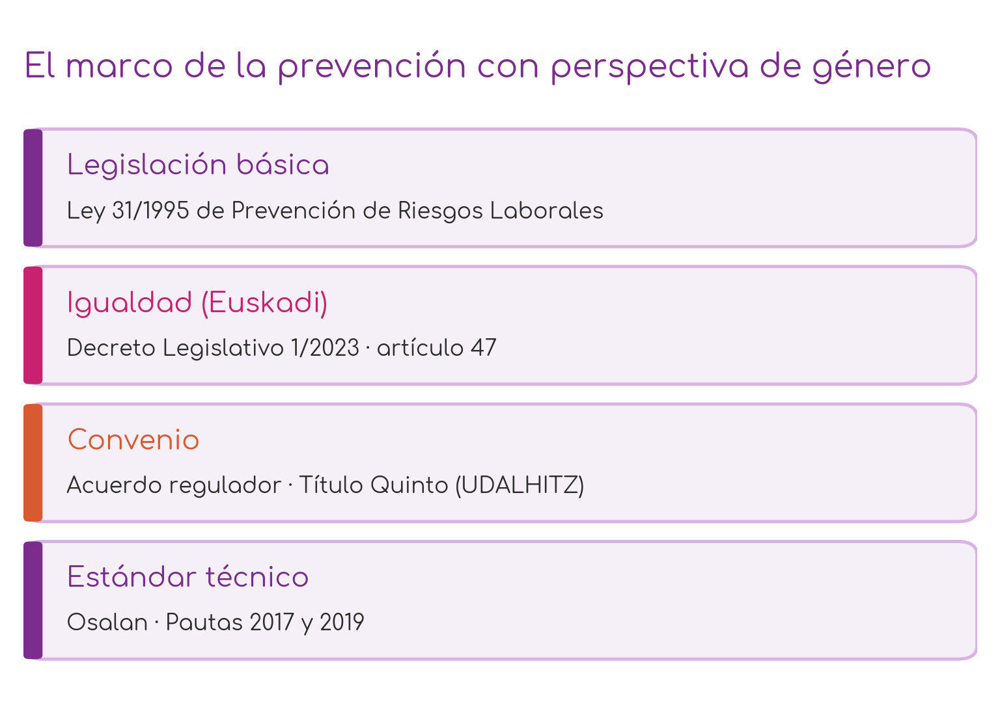 El marco de la prevención con perspectiva de género
Legislación básica
Ley 31/1995 de Prevención de Riesgos Laborales
Igualdad (Euskadi)
Decreto Legislativo 1/2023 · artículo 47
Convenio
Acuerdo regulador · Título Quinto (UDALHITZ)
Estándar técnico
Osalan · Pautas 2017 y 2019